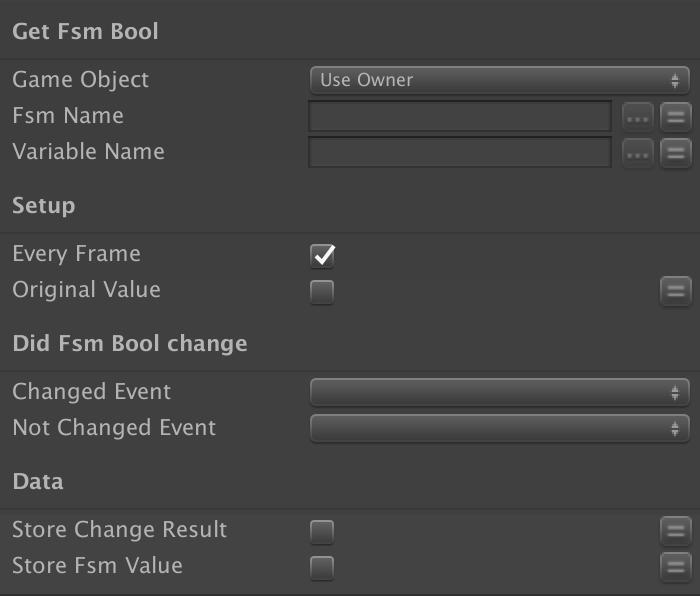 Get Fsm Bool
Game Object Use Owner
Fsm Name ... =
Variable Name ... =
Setup
Every Frame
Original Value =
Did Fsm Bool change
Changed Event
Not Changed Event
Data
Store Change Result =
Store Fsm Value =